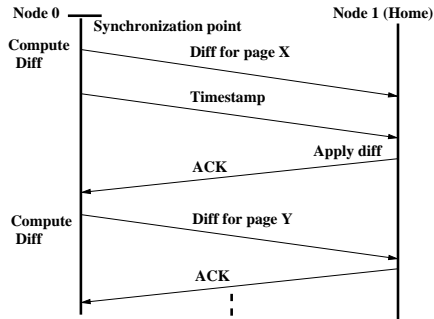 Node 0
Node 1 (Home)
Synchronization point
Compute
Diff
Diff for page X
Timestamp
Apply diff
ACK
Compute
Diff
Diff for page Y
ACK